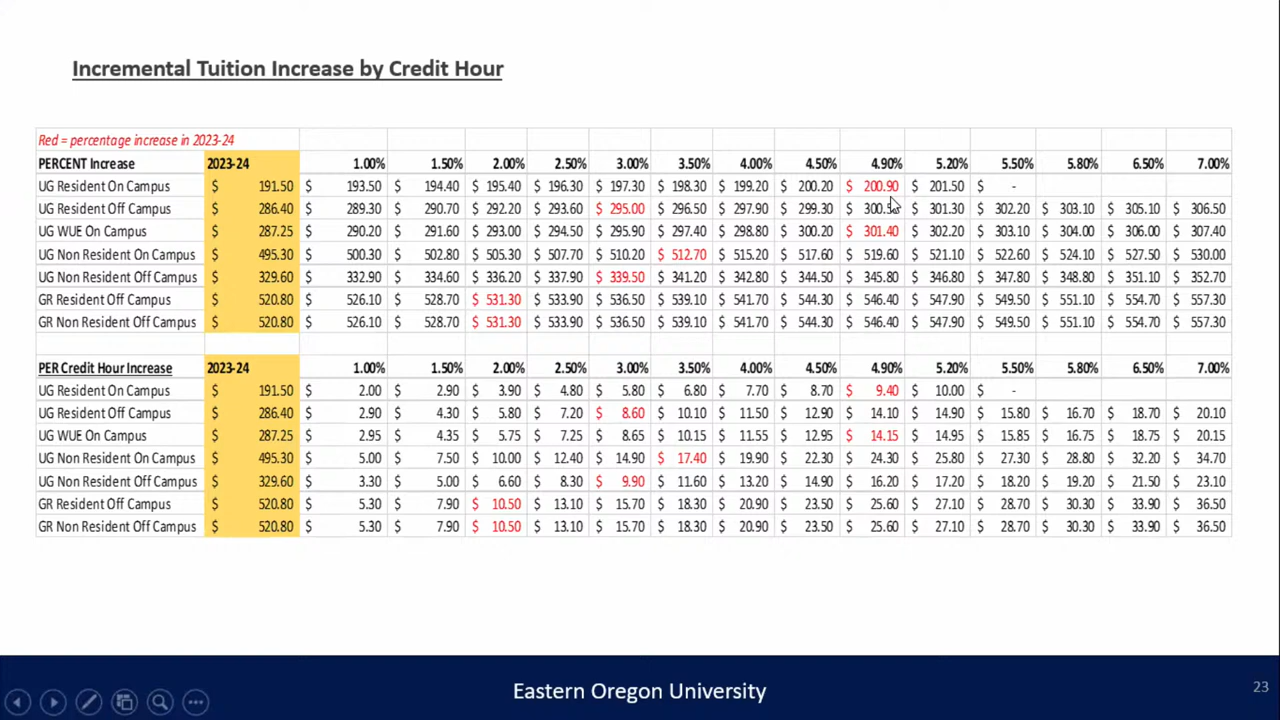 Incremental Tuition Increase by Credit Hour
Red = percentage increase in 2023-24
PERCENT Increase 2023-24 1.00% 1.50% 2.00% 2.50% 3.00% 3.50% 4.00% 4.50% 4.90% 5.20% 5.50% 5.80% 6.50% 7.00%
UG Resident On Campus $ 191.50 $ 193.50 $ 194.40 $ 195.40 $ 196.30 $ 197.30 $ 198.30 $ 199.20 $ 200.20 $ 200.90 $ 201.50 $ -
UG Resident Off Campus $ 286.40 $ 289.30 $ 290.70 $ 292.20 $ 293.60 $ 295.00 $ 296.50 $ 297.90 $ 299.30 $ $ 301.30 $ 302.20 $ 303.10 $ 305.10 $ 306.50
UG WUE On Campus $ 287.25 $ 290.20 $ 291.60 $ 293.00 $ 294.50 $ 295.90 $ 297.40 $ 298.80 $ 300.20 $ 301.40 $ 302.20 $ 303.10 $ 304.00 $ 306.00 $ 307.40
UG Non Resident On Campus $ 495.30 $ 500.30 $ 502.80 $ 505.30 $ 507.70 $ 510.20 $ 512.70 $ 515.20 $ 517.60 $ 519.60 $ 521.10 $ 522.60 $ 524.10 $ 527.50 $ 530.00
UG Non Resident Off Campus $ 329.60 $ 332.90 $ 334.60 $ 336.20 $ 337.90 $ 339.50 $ 341.20 $ 342.80 $ 344.50 $ 345.80 $ 346.80 $ 347.80 $ 348.80 $ 351.10 $ 352.70
GR Resident Off Campus $ 520.80 $ 526.10 $ 528.70 $ 531.30 $ 533.90 $ 536.50 $ 539.10 $ 541.70 $ 544.30 $ 546.40 $ 547.90 $ 549.50 $ 551.10 $ 554.70 $ 557.30
GR Non Resident Off Campus $ 520.80 $ 526.10 $ 528.70 $ 531.30 $ 533.90 $ 536.50 $ 539.10 $ 541.70 $ 544.30 $ 546.40 $ 547.90 $ 549.50 $ 551.10 $ 554.70 $ 557.30
PER Credit Hour Increase 2023-24 1.00% 1.50% 2.00% 2.50% 3.00% 3.50% 4.00% 4.50% 4.90% 5.20% 5.50% 5.80% 6.50% 7.00%
UG Resident On Campus $ 191.50 $ 2.00 $ 2.90 $ 3.90 $ 4.80 $ 5.80 $ 6.80 $ 7.70 $ 8.70 $ 9.40 $ 10.00 $ -
UG Resident Off Campus $ 286.40 $ 2.90 $ 4.30 $ 5.80 $ 7.20 $ 8.60 $ 10.10 $ 11.50 $ 12.90 $ 14.10 $ 14.90 $ 15.80 $ 16.70 $ 18.70 $ 20.10
UG WUE On Campus $ 287.25 $ 2.95 $ 4.35 $ 5.75 $ 7.25 $ 8.65 $ 10.15 $ 11.55 $ 12.95 $ 14.15 $ 14.95 $ 15.85 $ 16.75 $ 18.75 $ 20.15
UG Non Resident On Campus $ 495.30 $ 5.00 $ 7.50 $ 10.00 $ 12.40 $ 14.90 $ 17.40 $ 19.90 $ 22.30 $ 24.30 $ 25.80 $ 27.30 $ 28.80 $ 32.20 $ 34.70
UG Non Resident Off Campus $ 329.60 $ 3.30 $ 5.00 $ 6.60 $ 8.30 $ 9.90 $ 11.60 $ 13.20 $ 14.90 $ 16.20 $ 17.20 $ 18.20 $ 19.20 $ 21.50 $ 23.10
GR Resident Off Campus $ 520.80 $ 5.30 $ 7.90 $ 10.50 $ 13.10 $ 15.70 $ 18.30 $ 20.90 $ 23.50 $ 25.60 $ 27.10 $ 28.70 $ 30.30 $ 33.90 $ 36.50
GR Non Resident Off Campus $ 520.80 $ 5.30 $ 7.90 $ 10.50 $ 13.10 $ 15.70 $ 18.30 $ 20.90 $ 23.50 $ 25.60 $ 27.10 $ 28.70 $ 30.30 $ 33.90 $ 36.50
Eastern Oregon University
23